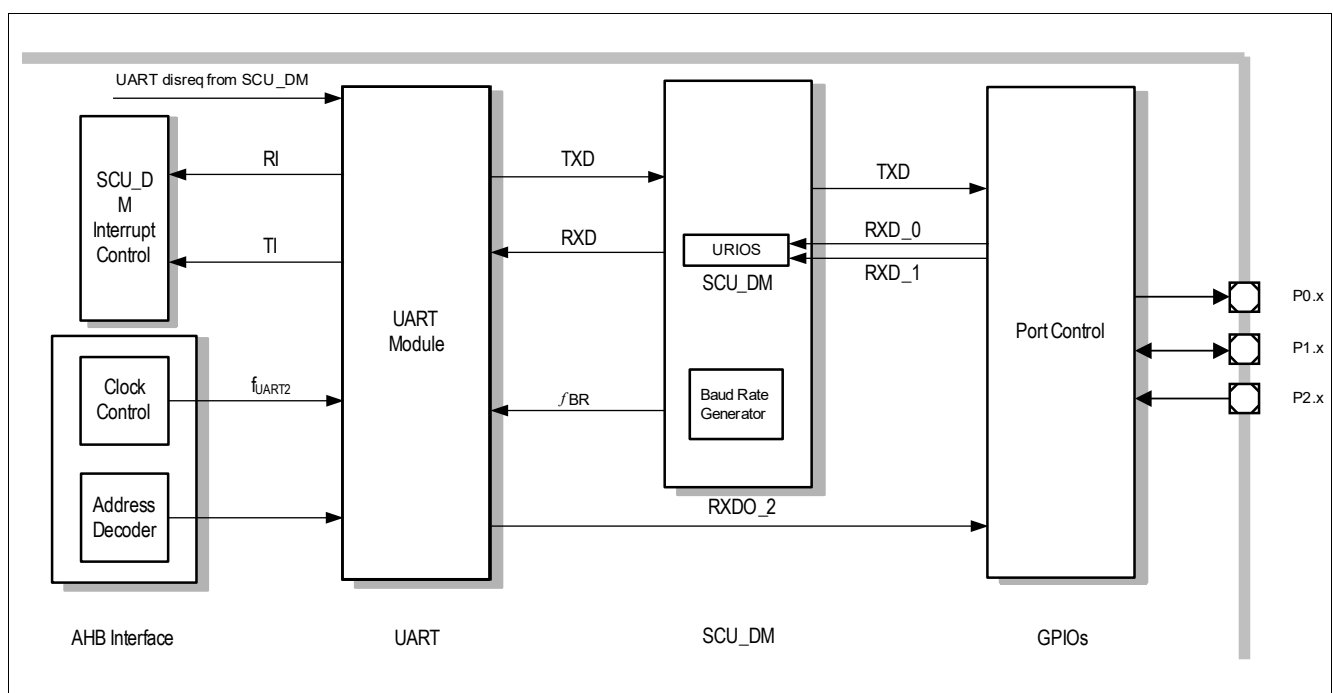 UART disreq from SCU_DM
SCU_D
M
Interrupt
Control
RI
TI
Clock
Control
fUART2
Address
Decoder
AHB Interface
UART
Module
UART
TXD
RXD
fBR
RXDO_2
URIOS
SCU_DM
Baud Rate
Generator
SCU_DM
TXD
RXD_0
RXD_1
Port Control
GPIOs
P0.x
P1.x
P2.x